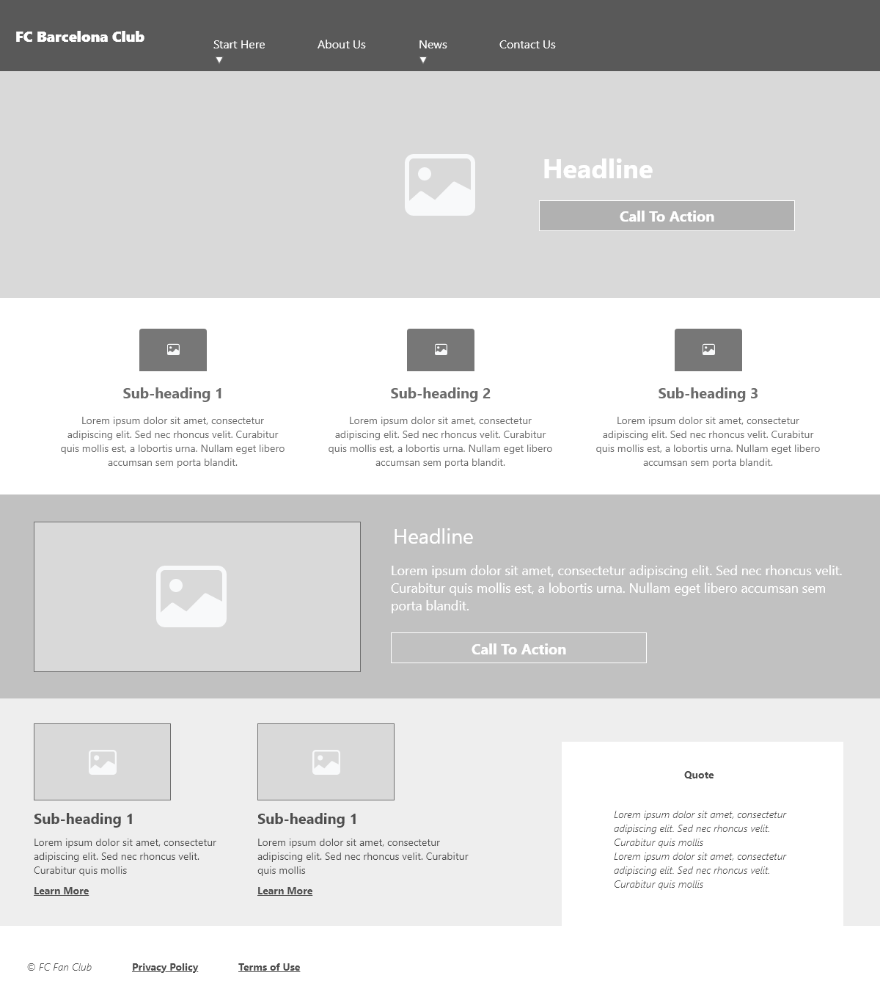 FC Barcelona Club
Start Here
About Us
News
Contact Us
Headline
Call To Action
Sub-heading 1
Lorem ipsum dolor sit amet, consectetur
adipiscing elit. Sed nec rhoncus velit. Curabitur
quis mollis est, a lobortis urna. Nullam eget libero
accumsan sem porta blandit.
Sub-heading 2
Lorem ipsum dolor sit amet, consectetur
adipiscing elit. Sed nec rhoncus velit. Curabitur
quis mollis est, a lobortis urna. Nullam eget libero
accumsan sem porta blandit.
Sub-heading 3
Lorem ipsum dolor sit amet, consectetur
adipiscing elit. Sed nec rhoncus velit. Curabitur
quis mollis est, a lobortis urna. Nullam eget libero
accumsan sem porta blandit.
Headline
Lorem ipsum dolor sit amet, consectetur adipiscing elit. Sed nec rhoncus velit.
Curabitur quis mollis est, a lobortis urna. Nullam eget libero accumsan sem
porta blandit.
Call To Action
Sub-heading 1
Lorem ipsum dolor sit amet, consectetur
adipiscing elit. Sed nec rhoncus velit.
Curabitur quis mollis
Learn More
Sub-heading 1
Lorem ipsum dolor sit amet, consectetur
adipiscing elit. Sed nec rhoncus velit. Curabitur
quis mollis
Learn More
Quote
Lorem ipsum dolor sit amet, consectetur
adipiscing elit. Sed nec rhoncus velit.
Curabitur quis mollis
Lorem ipsum dolor sit amet, consectetur
adipiscing elit. Sed nec rhoncus velit.
Curabitur quis mollis
© FC Fan Club
Privacy Policy
Terms of Use